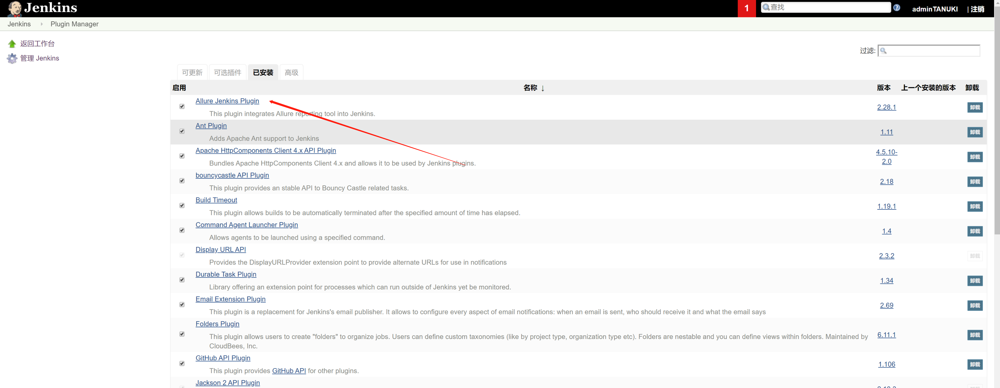 Jenkins
1
查找
adminTANUKI
| 注销
Jenkins
Plugin Manager
返回工作台
管理 Jenkins
过滤:
可更新
可选插件
已安装
高级
启用
名称 ↓
版本
上一个安装的版本
卸载
Allure Jenkins Plugin
This plugin integrates Allure reporting tool into Jenkins.
2.28.1
卸载
Ant Plugin
Adds Apache Ant support to Jenkins
1.11
卸载
Apache HttpComponents Client 4.x API Plugin
Bundles Apache HttpComponents Client 4.x and allows it to be used by Jenkins plugins.
4.5.10-
2.0
卸载
bouncycastle API Plugin
This plugin provides an stable API to Bouncy Castle related tasks.
2.18
卸载
Build Timeout
This plugin allows builds to be automatically terminated after the specified amount of time has elapsed.
1.19.1
卸载
Command Agent Launcher Plugin
Allows agents to be launched using a specified command.
1.4
卸载
Display URL API
Provides the DisplayURLProvider extension point to provide alternate URLs for use in notifications
2.3.2
卸载
Durable Task Plugin
Library offering an extension point for processes which can run outside of Jenkins yet be monitored.
1.34
卸载
Email Extension Plugin
This plugin is a replacement for Jenkins's email publisher. It allows to configure every aspect of email notifications: when an email is sent, who should receive it and what the email says
2.69
卸载
Folders Plugin
This plugin allows users to create "folders" to organize jobs. Users can define custom taxonomies (like by project type, organization type etc). Folders are nestable and you can define views within folders. Maintained by
CloudBees, Inc.
6.11.1
卸载
GitHub API Plugin
This plugin provides GitHub API for other plugins.
1.106
卸载
Jackson 2 API Plugin